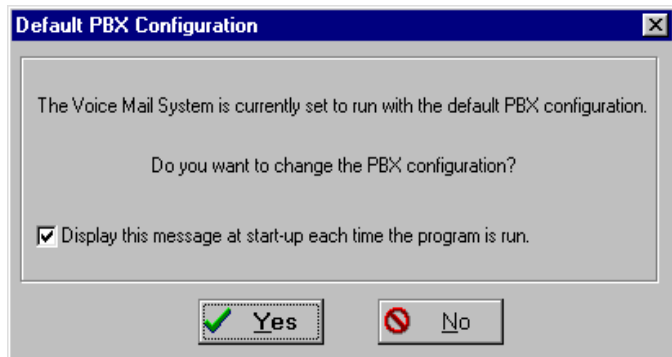 Default PBX Configuration
The Voice Mail System is currently set to run with the default PBX configuration.
Do you want to change the PBX configuration?
Display this message at start-up each time the program is run.
Yes
No